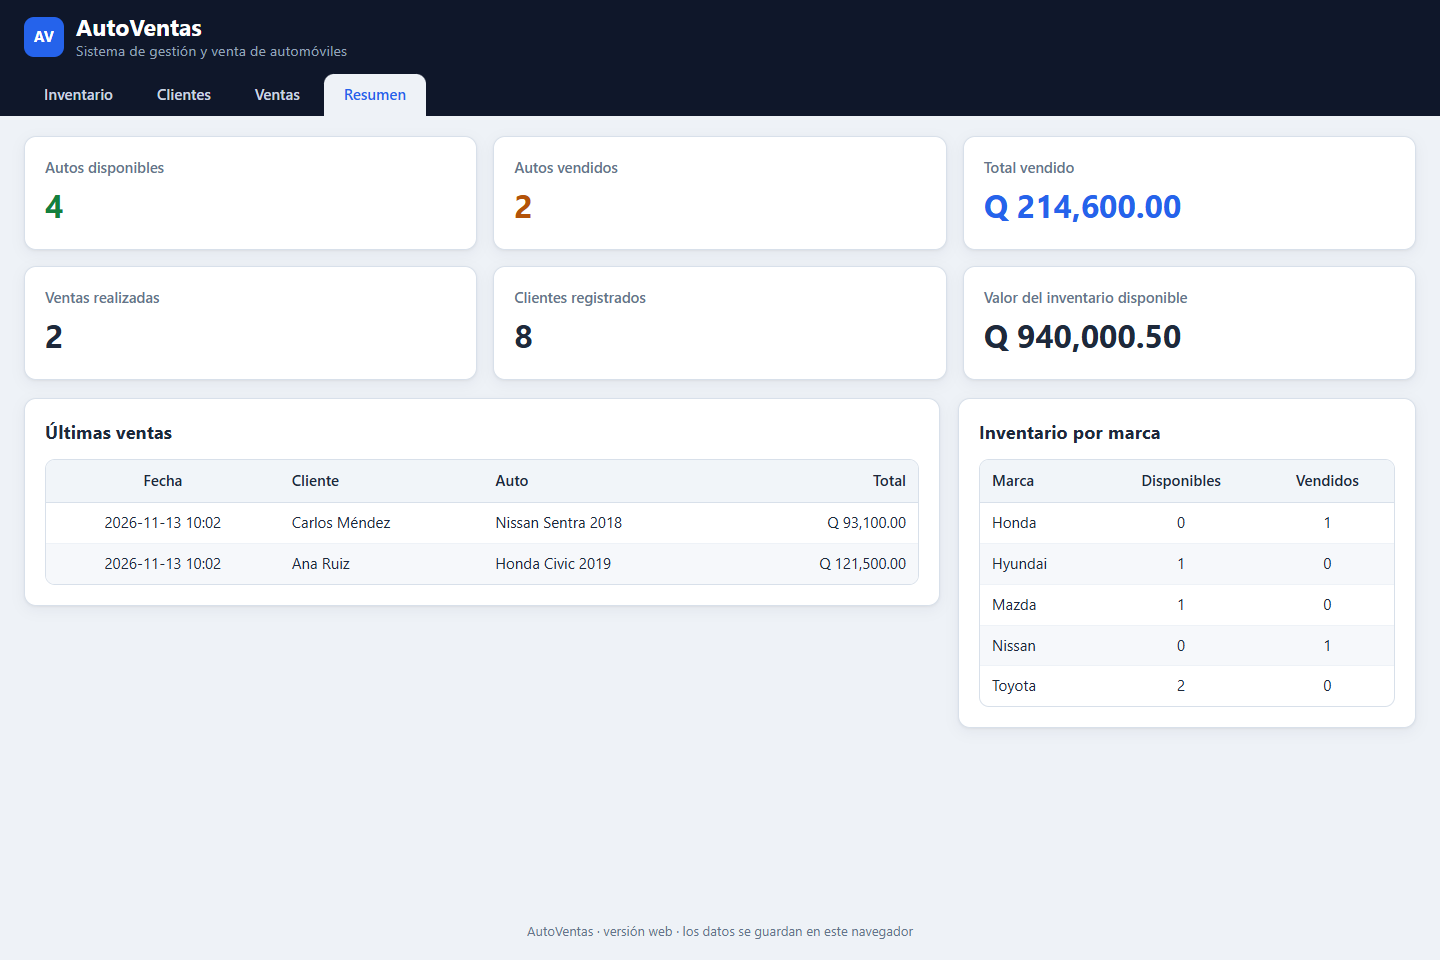 AV
AutoVentas
Sistema de gestión y venta de automóviles
Inventario Clientes Ventas Resumen
Autos disponibles
4
Autos vendidos
2
Total vendido
Q 214,600.00
Ventas realizadas
2
Clientes registrados
8
Valor del inventario disponible
Q 940,000.50
Últimas ventas
Fecha Cliente Auto Total
2026-11-13 10:02 Carlos Méndez Nissan Sentra 2018 Q 93,100.00
2026-11-13 10:02 Ana Ruiz Honda Civic 2019 Q 121,500.00
Inventario por marca
Marca Disponibles Vendidos
Honda 0 1
Hyundai 1 0
Mazda 1 0
Nissan 0 1
Toyota 2 0
AutoVentas · versión web · los datos se guardan en este navegador